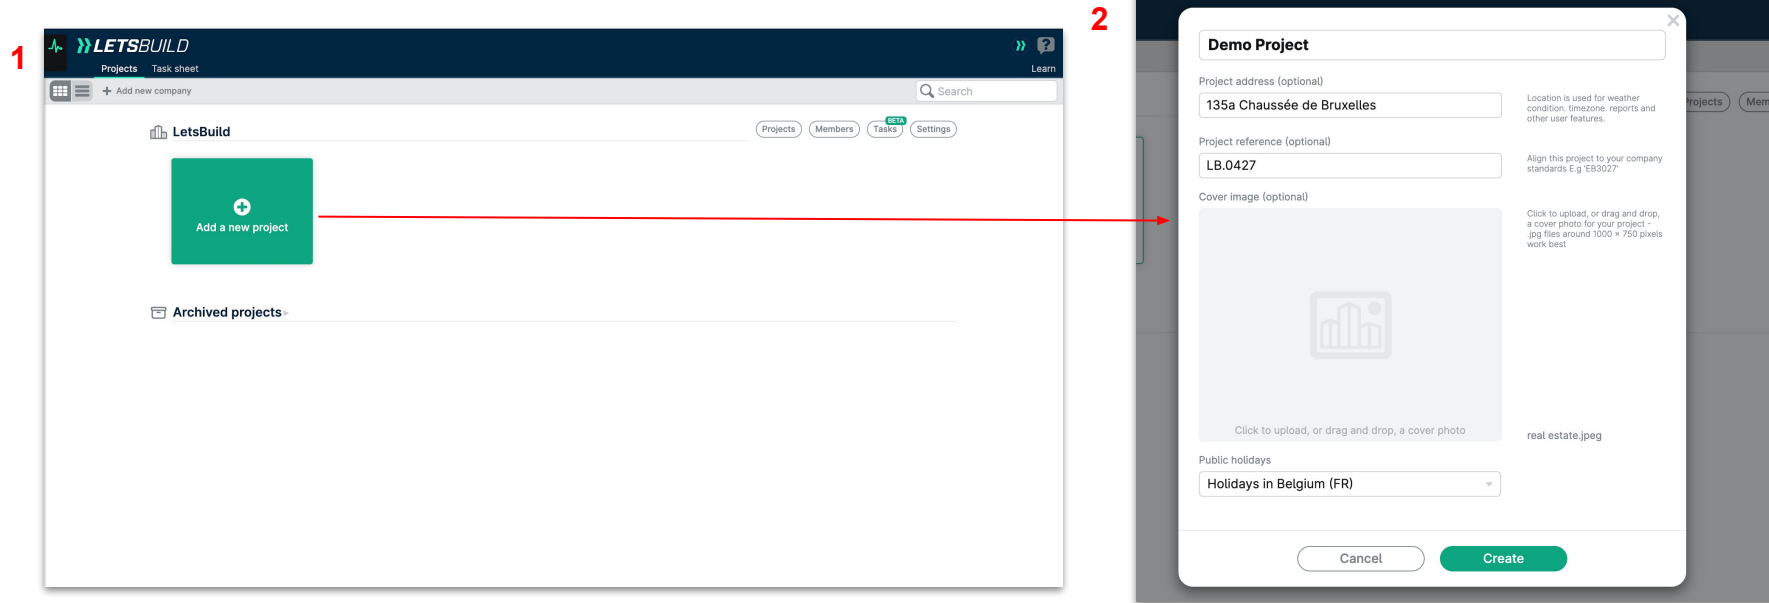 1
LETSBUILD
Projects Task sheet
Learn
+ Add new company
Search
LetsBuild
Projects
Members
Tasks
BETA
Settings
Add a new project
Archived projects
2
Demo Project
Project address (optional)
135a Chaussée de Bruxelles
Location is used for weather
condition. timezone. reports and
other user features.
Project reference (optional)
LB.0427
Align this project to your company
standards E.g 'EB3027'
Cover image (optional)
Click to upload, or drag and drop,
a cover photo for your project -
.jpg files around 1000 × 750 pixels
work best
Click to upload, or drag and drop, a cover photo
real estate.jpeg
Public holidays
Holidays in Belgium (FR)
Cancel
Create
rojects
Mem